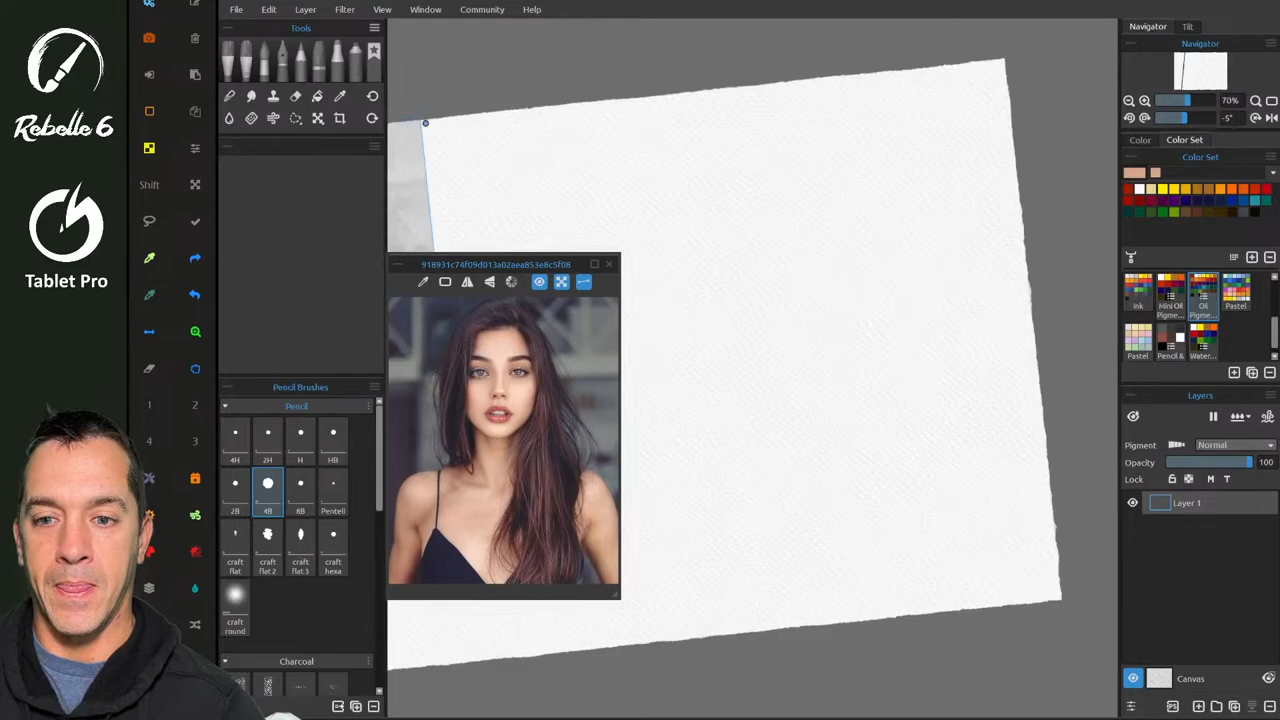 Rebelle 6
Tablet Pro
Shift
1
2
4
3
File Edit Layer Filter View Window Community Help
Tools
Pencil Brushes
Pencil
4H 2H H HB
2B 4B 8B Pentell
craft flat craft flat 2 craft flat 3 craft hexa
craft round
Charcoal
918931c74f09d013a02aea853e8c5f08
Navigator Tilt
Navigator
70%
-5°
Color Color Set
Color Set
Ink Mini Oil Pigme... Oil Pigme... Pastel
Pastel Pencil & Water...
Layers
Pigment Normal
Opacity 100
Lock M T
Layer 1
Canvas
PS